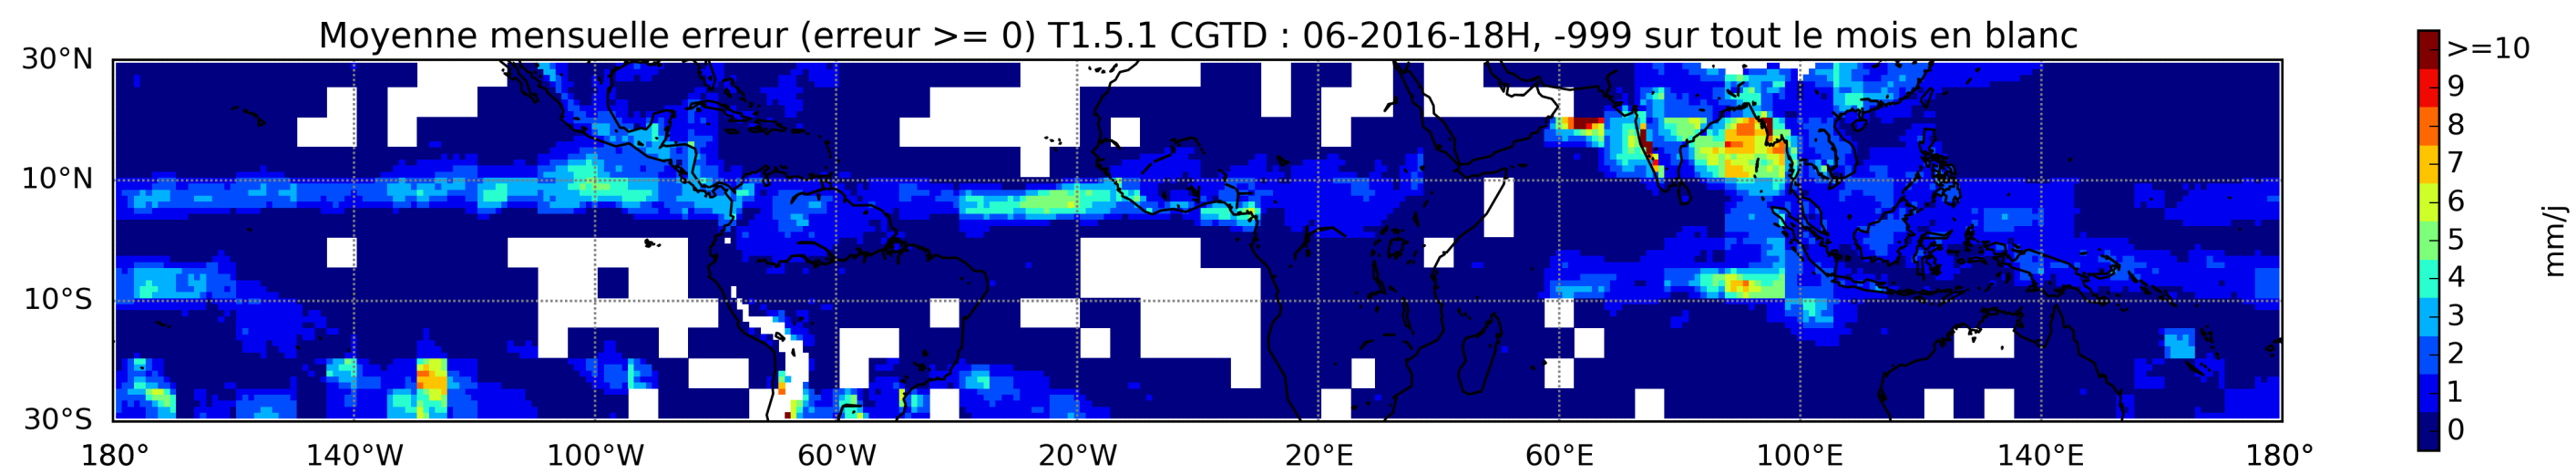 Moyenne mensuelle erreur (erreur >= 0) T1.5.1 CGTD : 06-2016-18H, -999 sur tout le mois en blanc
30°N
10°N
10°S
30°S
180° 140°W 100°W 60°W 20°W 20°E 60°E 100°E 140°E 180°
>=10
9
8
7
6
5
4
3
2
1
0
mm/j